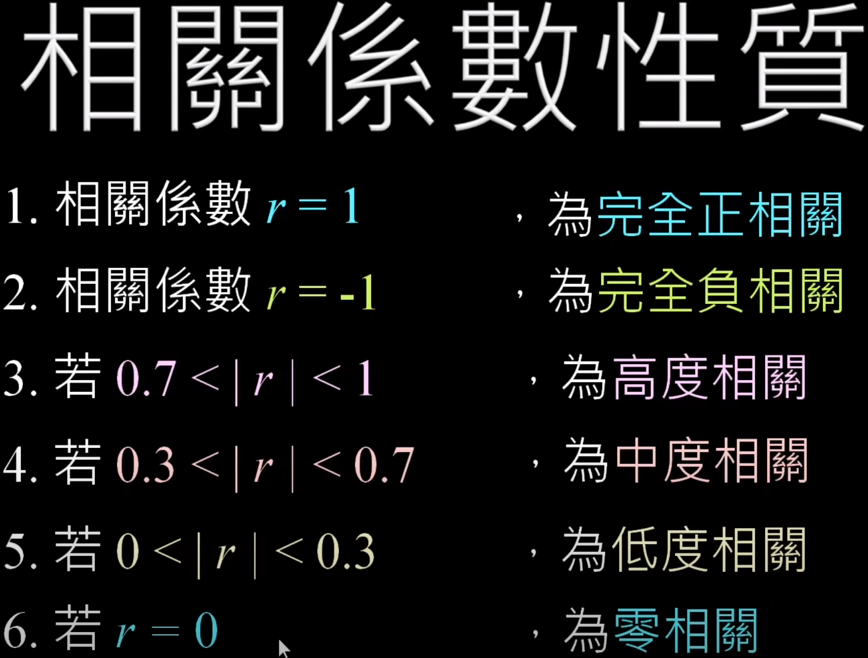 相關係數性質
1. 相關係數 r = 1 ，為完全正相關
2. 相關係數 r = -1 ，為完全負相關
3. 若 0.7 < | r | < 1 ，為高度相關
4. 若 0.3 < | r | < 0.7 ，為中度相關
5. 若 0 < | r | < 0.3 ，為低度相關
6. 若 r = 0 ，為零相關